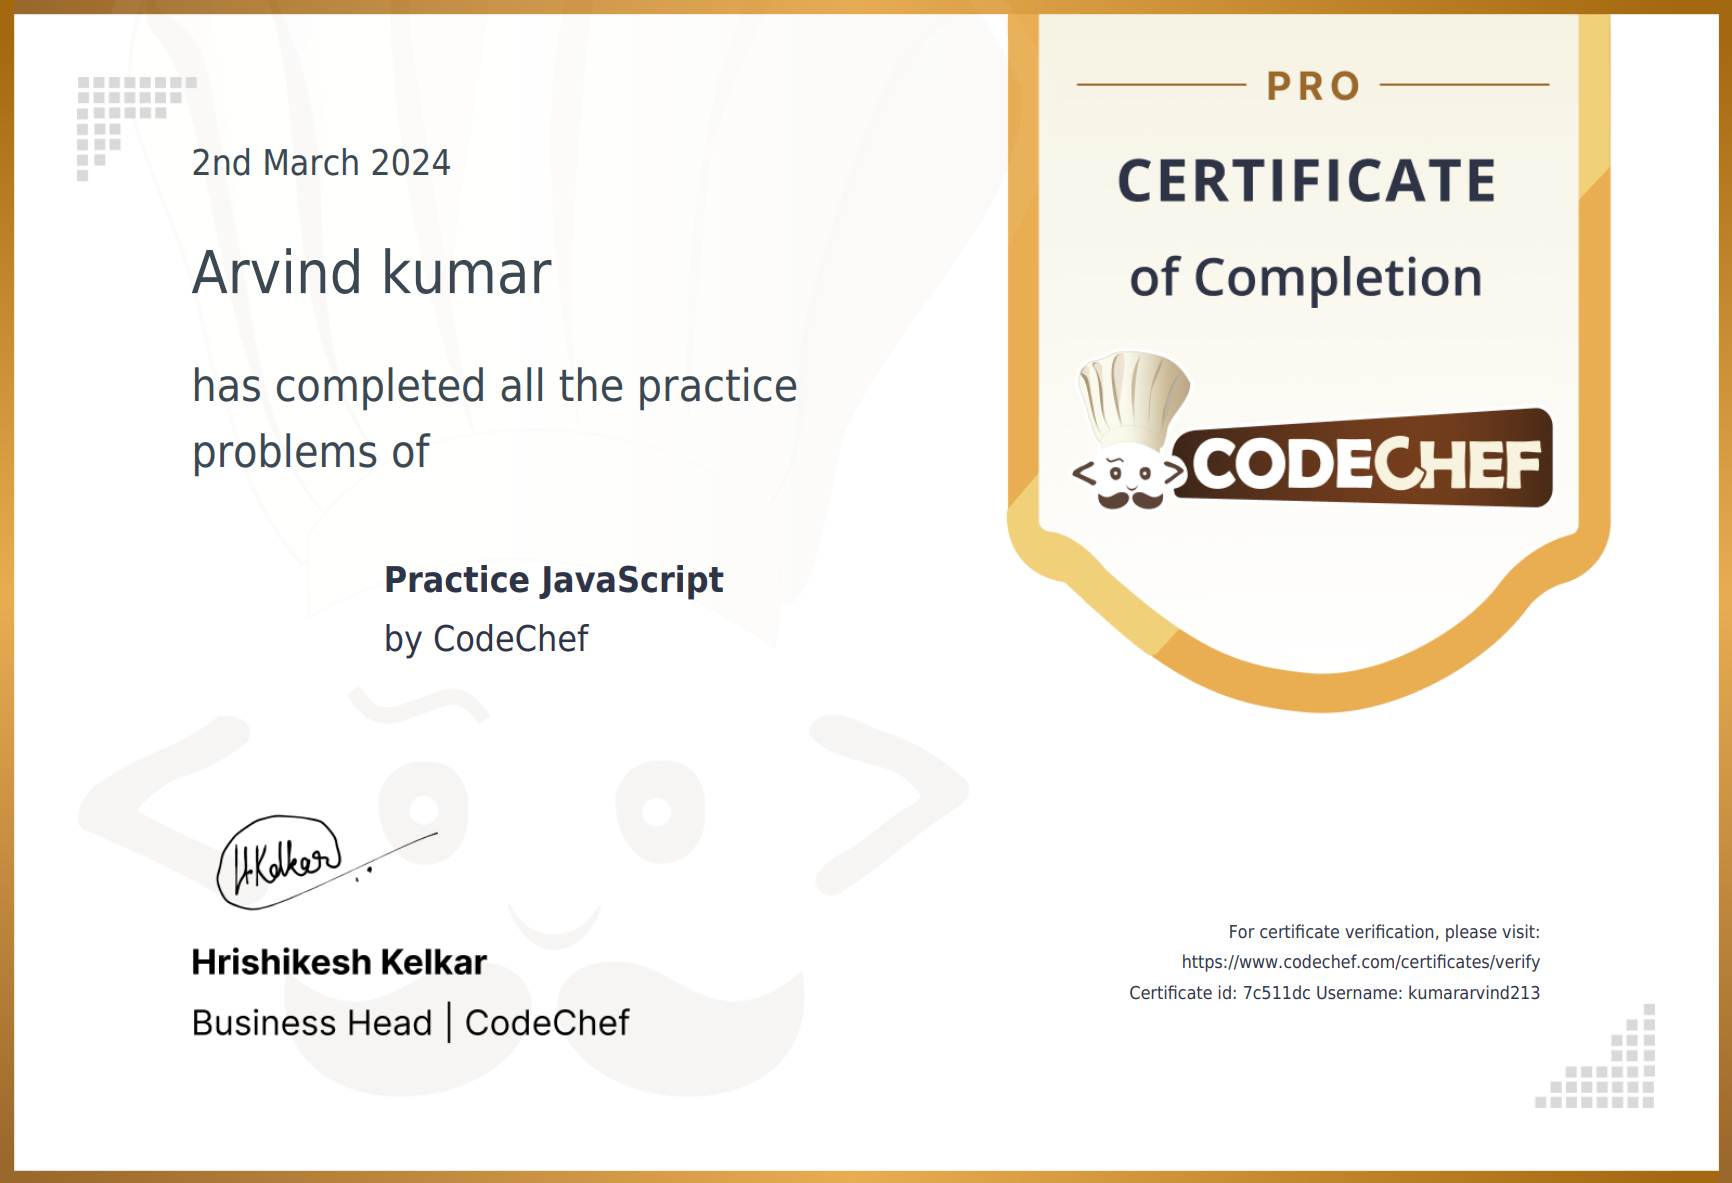 2nd March 2024
Arvind kumar
has completed all the practice
problems of
Practice JavaScript
by CodeChef
H.Kelkar
Hrishikesh Kelkar
Business Head | CodeChef
PRO
CERTIFICATE
of Completion
CODECHEF
For certificate verification, please visit:
https://www.codechef.com/certificates/verify
Certificate id: 7c511dc Username: kumararvind213